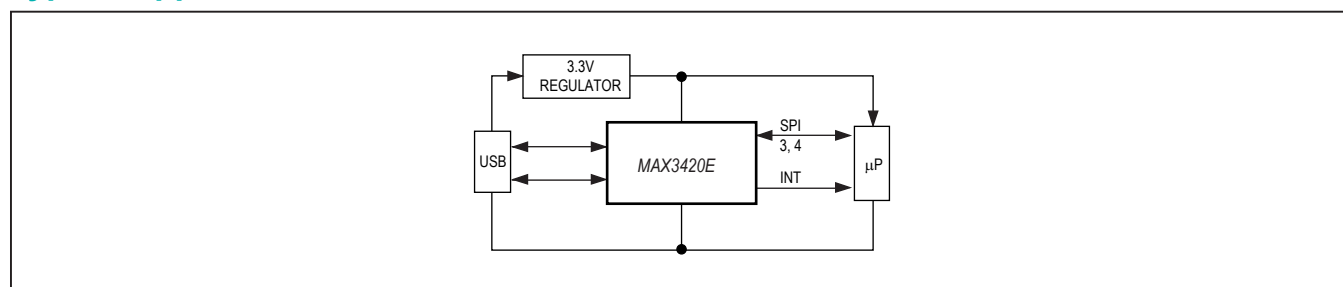 3.3V
REGULATOR
USB
MAX3420E
SPI
3, 4
INT
µP